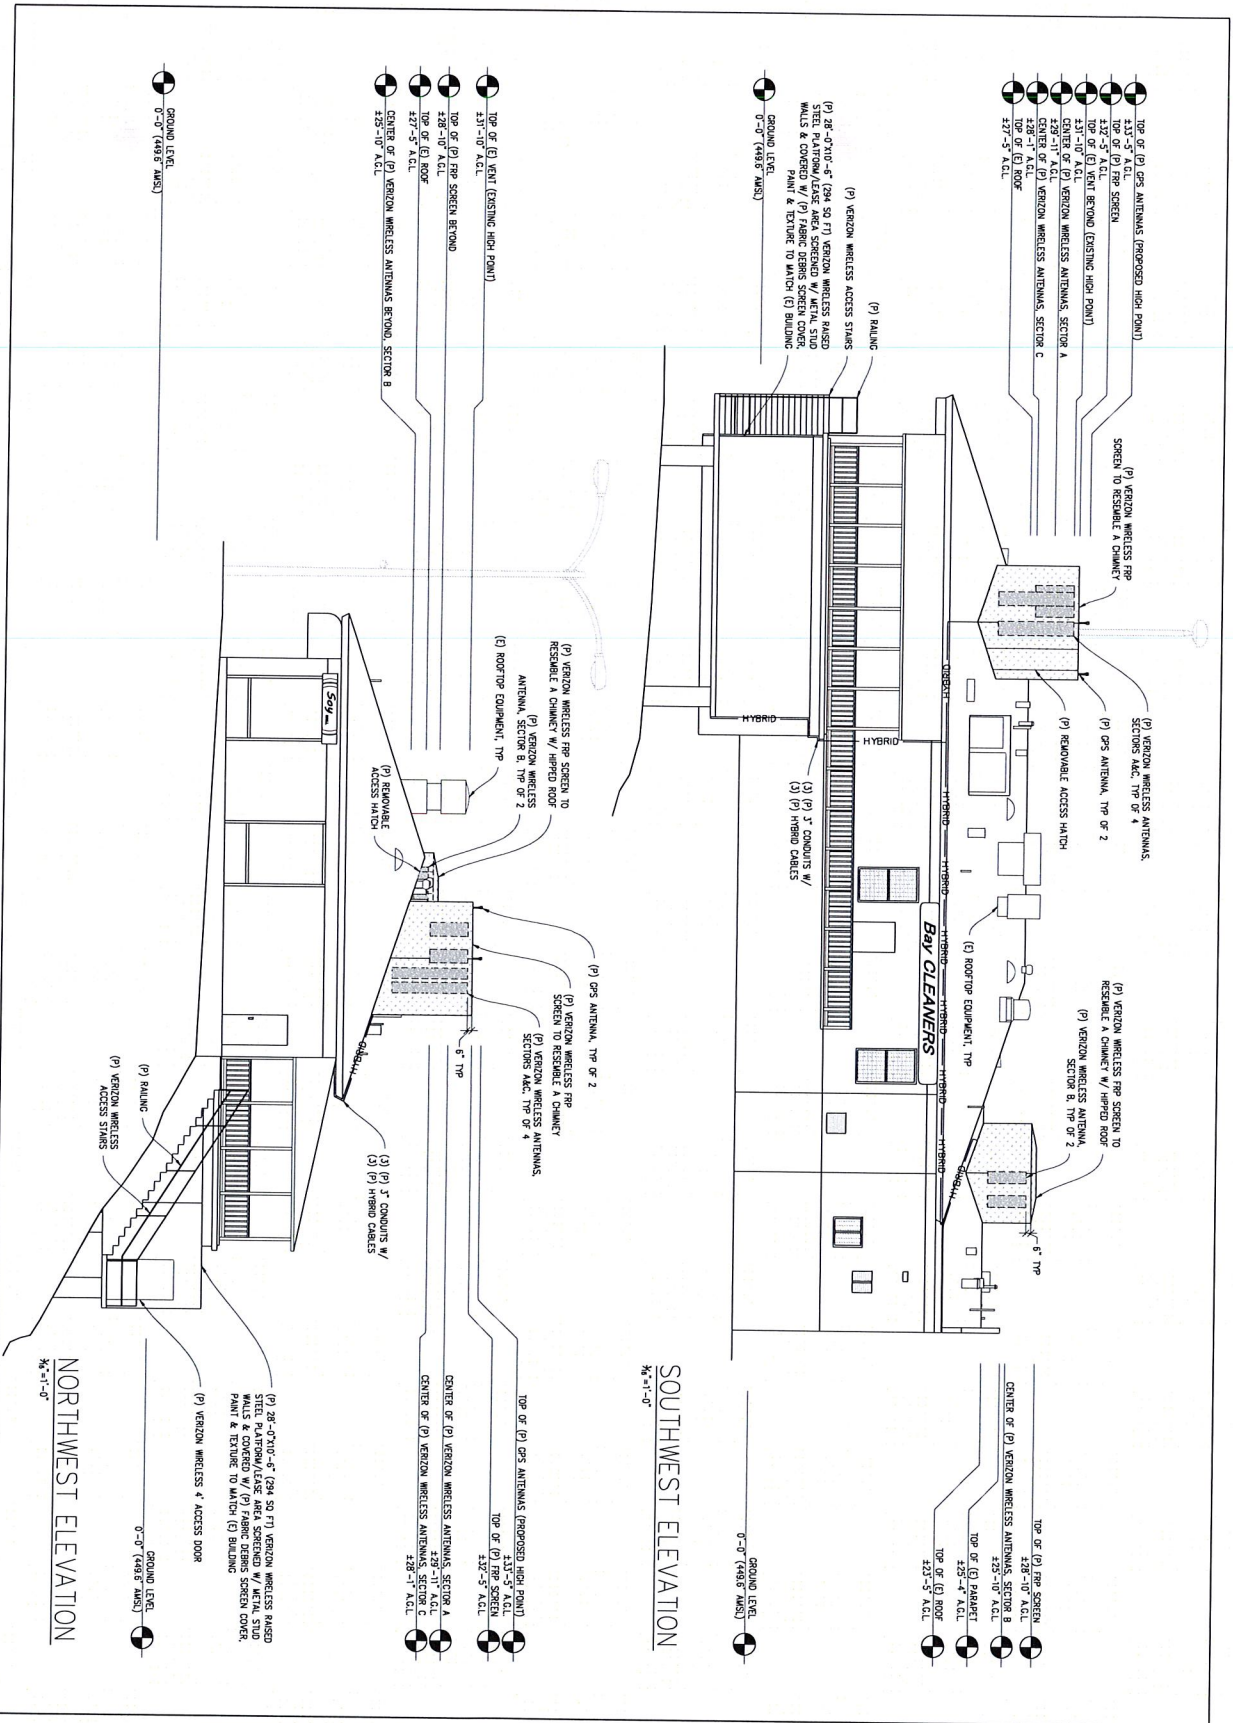 TOP OF (P) GPS ANTENNAS (PROPOSED HIGH POINT)
±33'-5" A.G.L.
TOP OF (P) FRP SCREEN
±32'-5" A.G.L.
TOP OF (E) VENT BEYOND (EXISTING HIGH POINT)
±31'-10" A.G.L.
CENTER OF (P) VERIZON WIRELESS ANTENNAS, SECTOR A
±29'-11" A.G.L.
CENTER OF (P) VERIZON WIRELESS ANTENNAS, SECTOR C
±28'-1" A.G.L.
TOP OF (E) ROOF
±27'-5" A.G.L.
GROUND LEVEL
0'-0" (449.6' AMSL)
(P) RAILING
(P) VERIZON WIRELESS ACCESS STAIRS
(P) 28'-0"X10'-6" (294 SQ FT) VERIZON WIRELESS RAISED
STEEL PLATFORM/LEASE AREA SCREENED W/ METAL STUD
WALLS & COVERED W/ (P) FABRIC DEBRIS SCREEN COVER,
PAINT & TEXTURE TO MATCH (E) BUILDING
(P) VERIZON WIRELESS FRP
SCREEN TO RESEMBLE A CHIMNEY
(P) VERIZON WIRELESS ANTENNAS,
SECTORS A&C, TYP OF 4
(P) GPS ANTENNA, TYP OF 2
(P) REMOVABLE ACCESS HATCH
(E) ROOFTOP EQUIPMENT, TYP
(P) VERIZON WIRELESS FRP SCREEN TO
RESEMBLE A CHIMNEY W/ HIPPED ROOF
(P) VERIZON WIRELESS ANTENNA,
SECTOR B, TYP OF 2
6" TYP
HYBRID
HYBRID
HYBRID
HYBRID
HYBRID
HYBRID
HYBRID
HYBRID
HYBRID
HYBRID
Bay CLEANERS
(3) (P) 3" CONDUITS W/
(3) (P) HYBRID CABLES
TOP OF (P) FRP SCREEN
±28'-10" A.G.L.
CENTER OF (P) VERIZON WIRELESS ANTENNAS, SECTOR B
±25'-10" A.G.L.
TOP OF (E) PARAPET
±25'-4" A.G.L.
TOP OF (E) ROOF
±23'-5" A.G.L.
GROUND LEVEL
0'-0" (449.6' AMSL)
SOUTHWEST ELEVATION
3/16"=1'-0"
TOP OF (E) VENT (EXISTING HIGH POINT)
±31'-10" A.G.L.
TOP OF (P) FRP SCREEN BEYOND
±28'-10" A.G.L.
TOP OF (E) ROOF
±27'-5" A.G.L.
CENTER OF (P) VERIZON WIRELESS ANTENNAS BEYOND, SECTOR B
±25'-10" A.G.L.
GROUND LEVEL
0'-0" (449.6' AMSL)
(P) VERIZON WIRELESS FRP SCREEN TO
RESEMBLE A CHIMNEY W/ HIPPED ROOF
(P) VERIZON WIRELESS
ANTENNA, SECTOR B, TYP OF 2
(E) ROOFTOP EQUIPMENT, TYP
(P) REMOVABLE
ACCESS HATCH
(P) GPS ANTENNA, TYP OF 2
(P) VERIZON WIRELESS FRP
SCREEN TO RESEMBLE A CHIMNEY
(P) VERIZON WIRELESS ANTENNAS,
SECTORS A&C, TYP OF 4
6" TYP
HYBRID
Soy
(3) (P) 3" CONDUITS W/
(3) (P) HYBRID CABLES
(P) RAILING
(P) VERIZON WIRELESS
ACCESS STAIRS
TOP OF (P) GPS ANTENNAS (PROPOSED HIGH POINT)
±33'-5" A.G.L.
TOP OF (P) FRP SCREEN
±32'-5" A.G.L.
CENTER OF (P) VERIZON WIRELESS ANTENNAS, SECTOR A
±29'-11" A.G.L.
CENTER OF (P) VERIZON WIRELESS ANTENNAS, SECTOR C
±28'-1" A.G.L.
(P) 28'-0"X10'-6" (294 SQ FT) VERIZON WIRELESS RAISED
STEEL PLATFORM/LEASE AREA SCREENED W/ METAL STUD
WALLS & COVERED W/ (P) FABRIC DEBRIS SCREEN COVER,
PAINT & TEXTURE TO MATCH (E) BUILDING
(P) VERIZON WIRELESS 4' ACCESS DOOR
GROUND LEVEL
0'-0" (449.6' AMSL)
NORTHWEST ELEVATION
3/16"=1'-0"